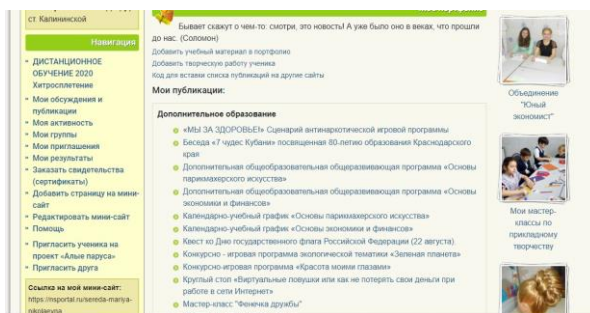 ст. Калининской
Навигация
ДИСТАНЦИОННОЕ
ОБУЧЕНИЕ 2020
Хитросплетение
Мои обсуждения и
публикации
Моя активность
Мои группы
Мои приглашения
Мои результаты
Заказать свидетельства
(сертификаты)
Добавить страницу на мини-
сайт
Редактировать мини-сайт
Помощь
Пригласить ученика на
проект «Алые паруса»
Пригласить друга
Ссылка на мой мини-сайт:
https://nsportal.ru/sereda-mariya-
nikolaevna
Бывает скажут о чем-то: смотри, это новость! А уже было оно в веках, что прошли
до нас. (Соломон)
Добавить учебный материал в портфолио
Добавить творческую работу ученика
Код для вставки списка публикаций на другие сайты
Мои публикации:
Дополнительное образование
«МЫ ЗА ЗДОРОВЬЕ!» Сценарий антинаркотической игровой программы
Беседа «7 чудес Кубани» посвященная 80-летию образования Краснодарского
края
Дополнительная общеобразовательная общеразвивающая программа «Основы
парикмахерского искусства»
Дополнительная общеобразовательная общеразвивающая программа «Основы
экономики и финансов»
Календарно-учебный график «Основы парикмахерского искусства»
Календарно-учебный график «Основы экономики и финансов»
Квест ко Дню государственного флага Российской Федерации (22 августа)
Конкурсно - игровая программа экологической тематики «Зеленая планета»
Конкурсно-игровая программа «Красота моими глазами»
Круглый стол «Виртуальные ловушки или как не потерять свои деньги при
работе в сети Интернет»
Мастер-класс "Фенечка дружбы"
Объединение
"Юный
экономист"
Мои мастер-
классы по
прикладному
творчеству